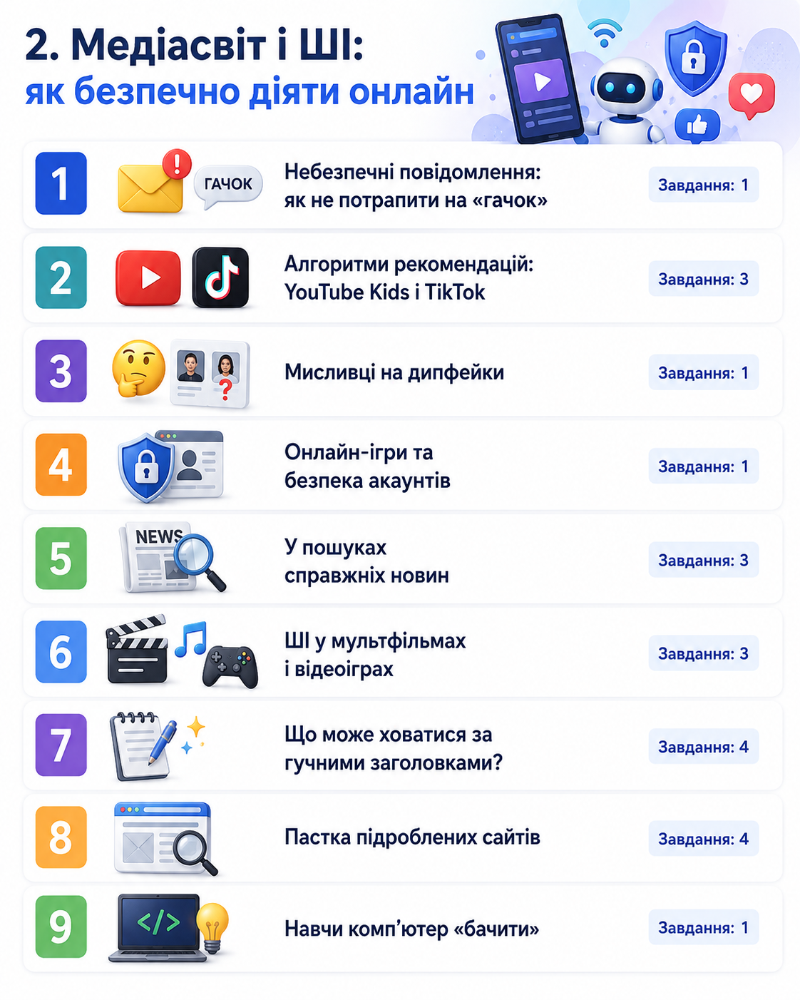 2. Медіасвіт і ШІ:
як безпечно діяти онлайн
1
ГАЧОК
Небезпечні повідомлення:
як не потрапити на «гачок»
Завдання: 1
2
Алгоритми рекомендацій:
YouTube Kids і TikTok
Завдання: 3
3
Мисливці на дипфейки
Завдання: 1
4
Онлайн-ігри та
безпека акаунтів
Завдання: 1
5
NEWS
У пошуках
справжніх новин
Завдання: 3
6
ШІ у мультфільмах
і відеоіграх
Завдання: 3
7
Що може ховатися за
гучними заголовками?
Завдання: 4
8
Пастка підроблених сайтів
Завдання: 4
9
</>
Навчи комп’ютер «бачити»
Завдання: 1